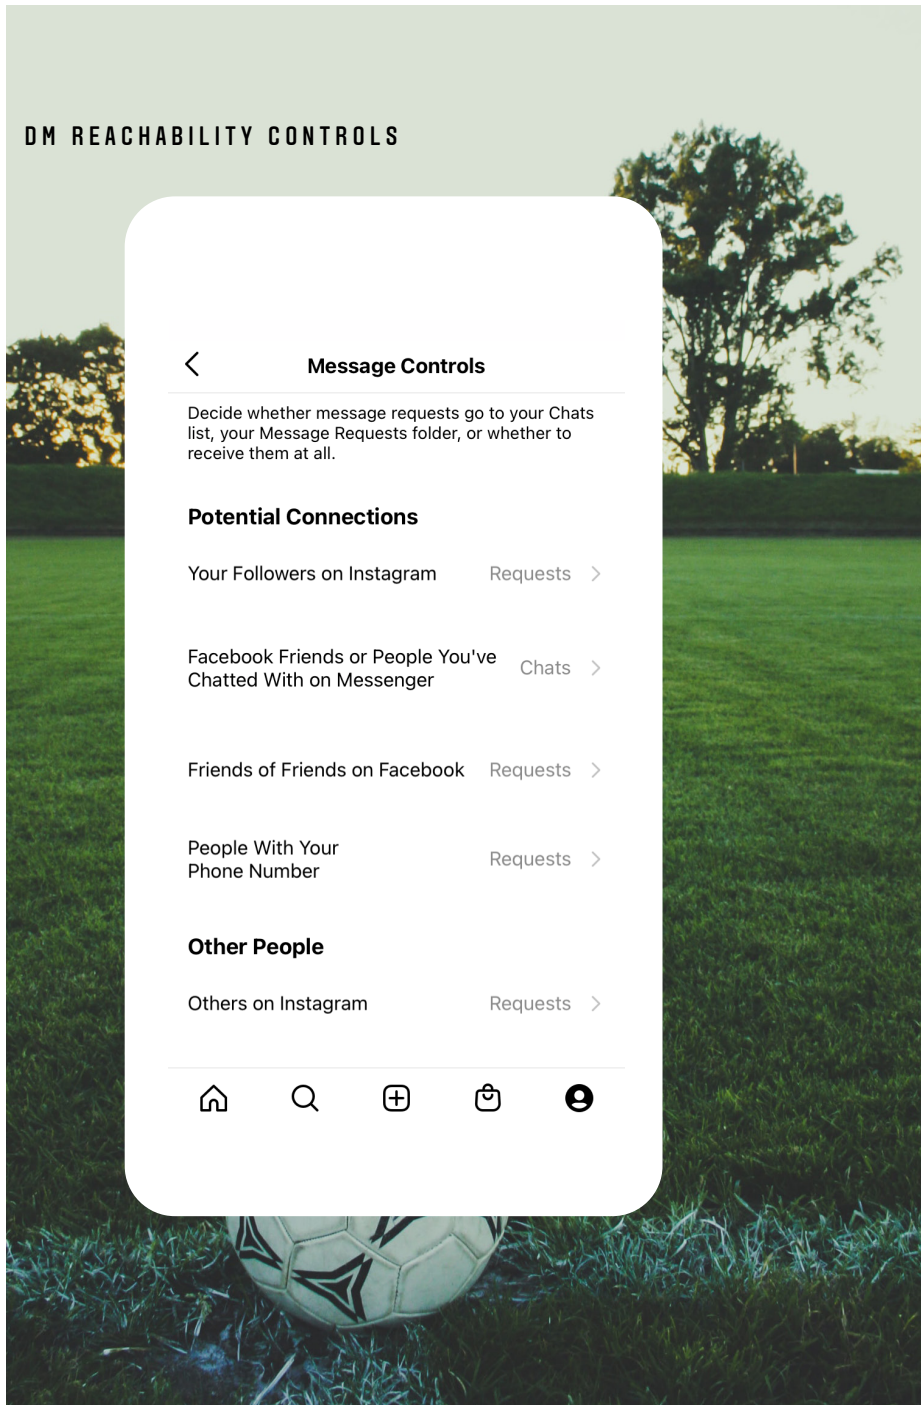 DM REACHABILITY CONTROLS
Message Controls
Decide whether message requests go to your Chats
list, your Message Requests folder, or whether to
receive them at all.
Potential Connections
Your Followers on Instagram Requests
Facebook Friends or People You've
Chatted With on Messenger
Chats
Friends of Friends on Facebook Requests
People With Your
Phone Number
Requests
Other People
Others on Instagram Requests